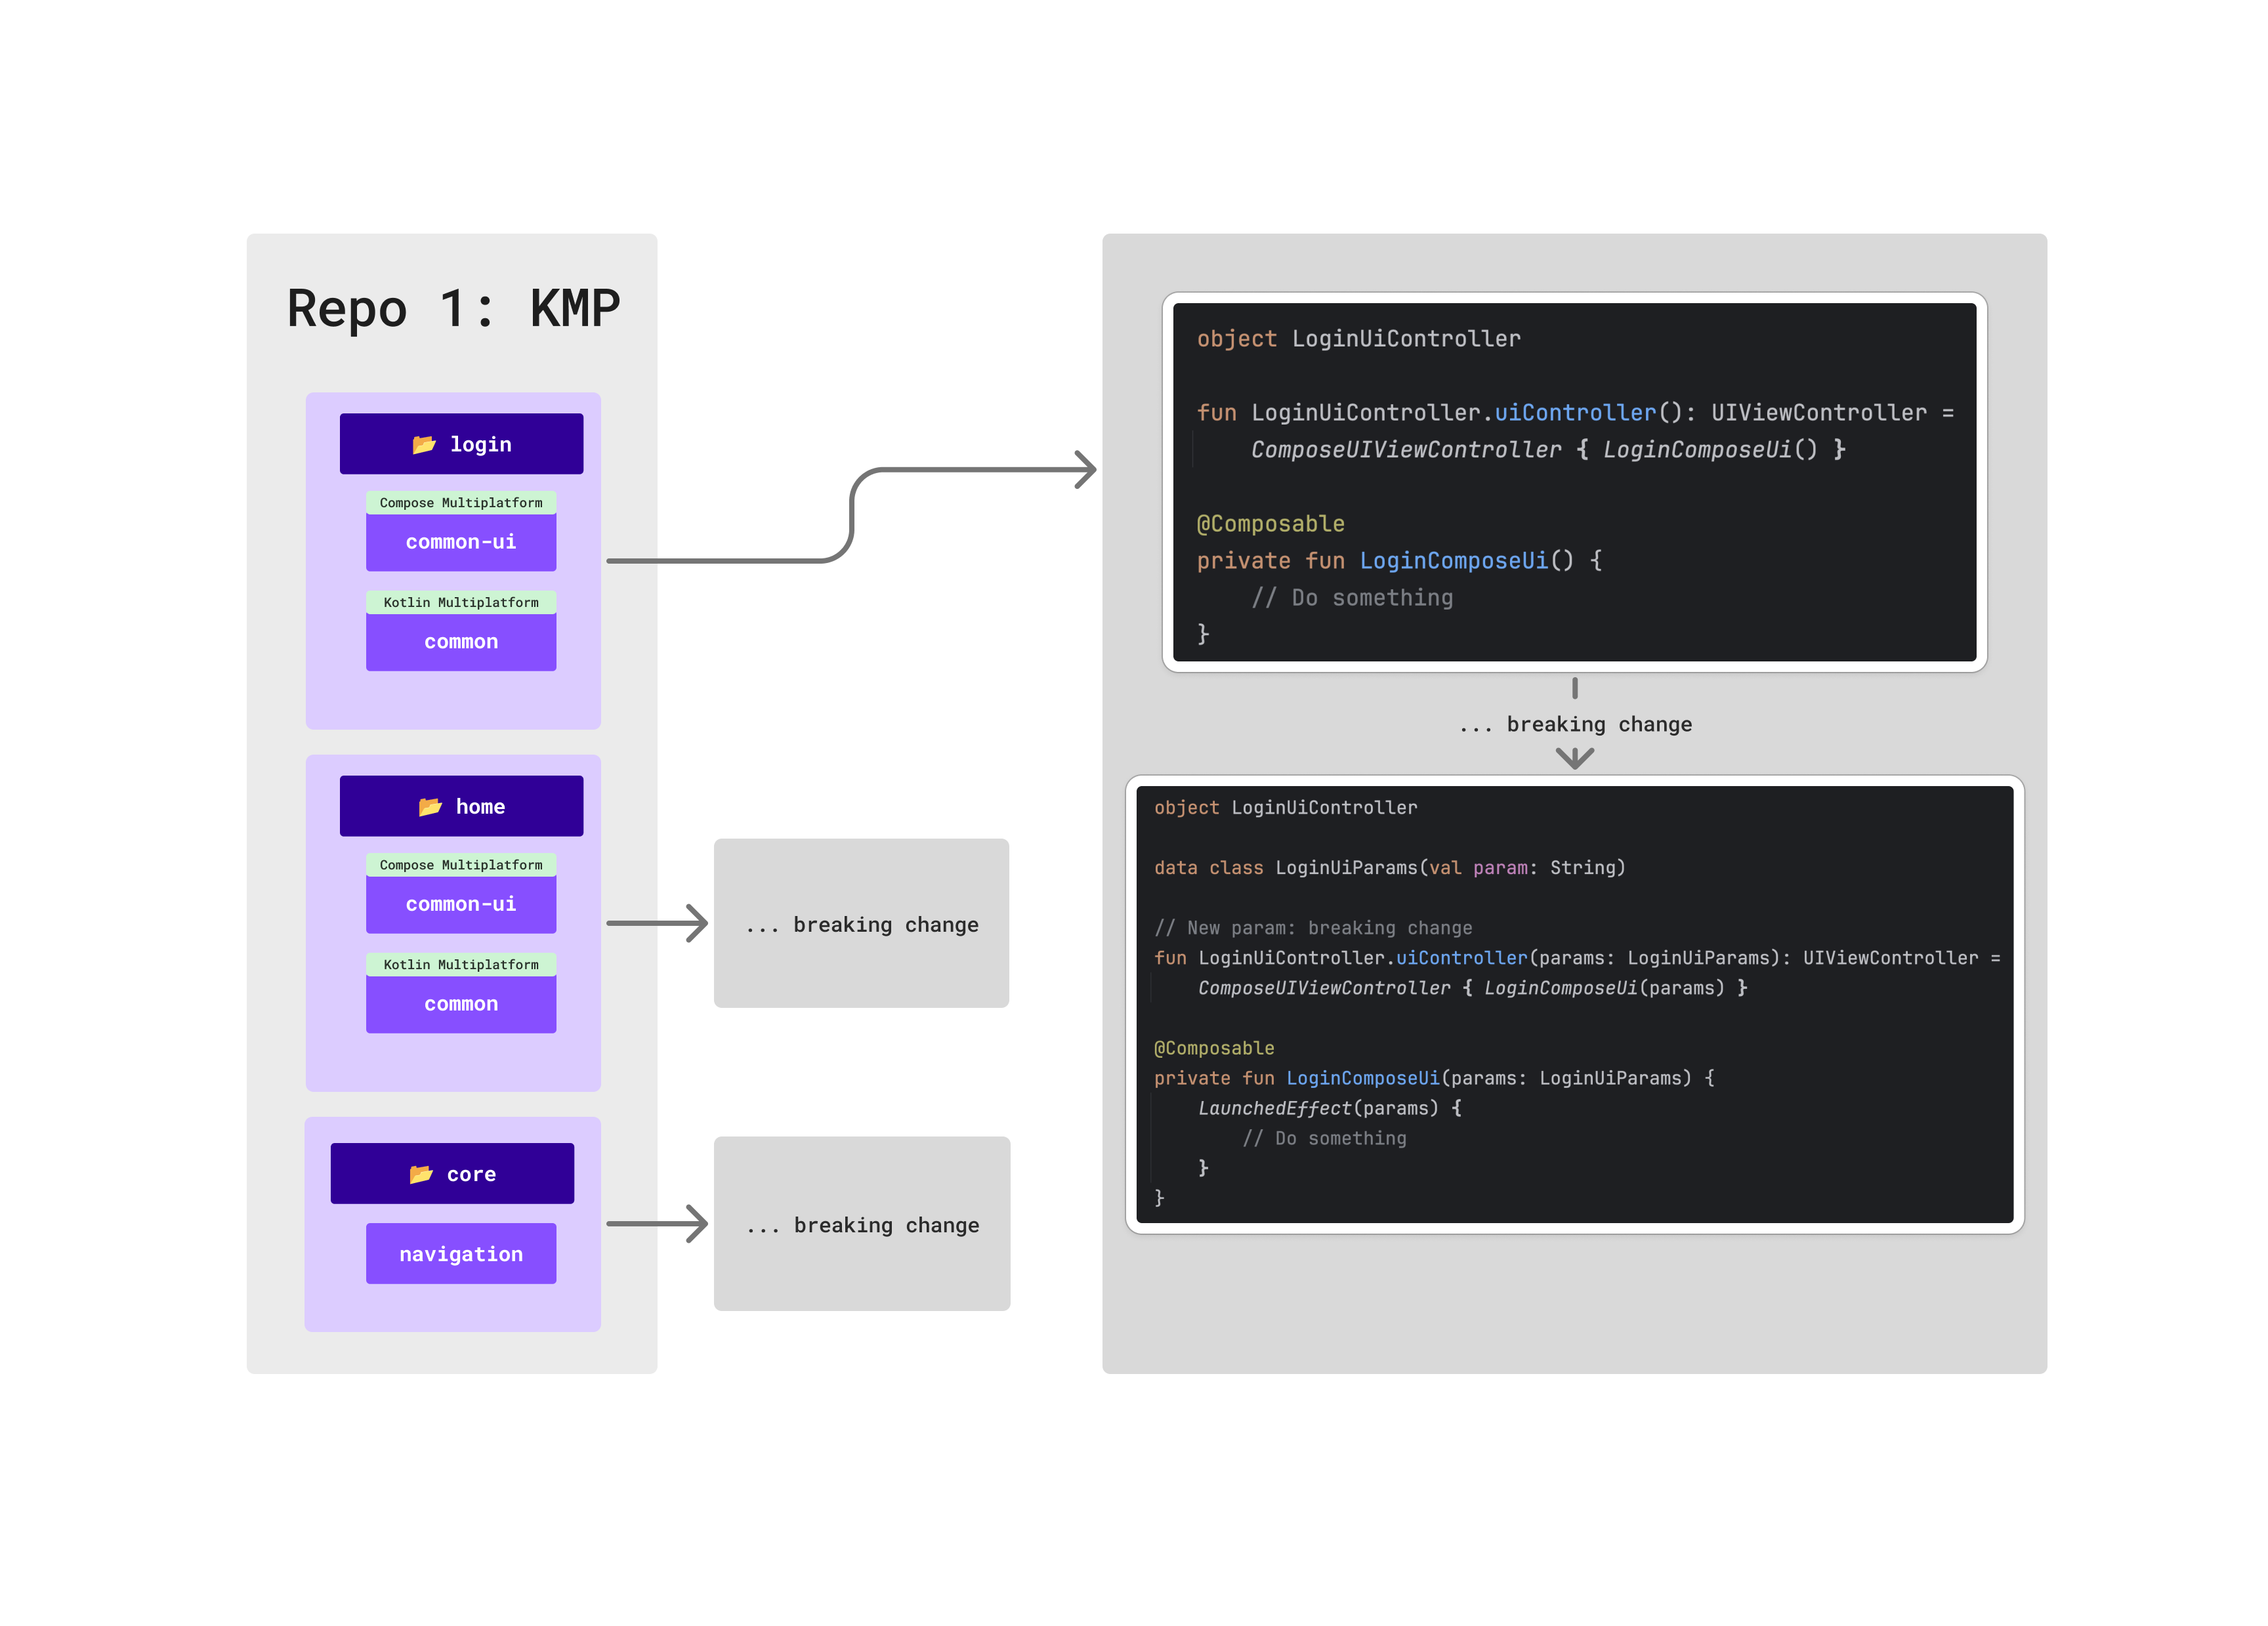 Repo 1: KMP
login
Compose Multiplatform
common-ui
Kotlin Multiplatform
common
home
Compose Multiplatform
common-ui
Kotlin Multiplatform
common
core
navigation
... breaking change
... breaking change
object LoginUiController
fun LoginUiController.uiController(): UIViewController =
ComposeUIViewController { LoginComposeUi() }
@Composable
private fun LoginComposeUi() {
// Do something
}
... breaking change
object LoginUiController
data class LoginUiParams(val param: String)
// New param: breaking change
fun LoginUiController.uiController(params: LoginUiParams): UIViewController =
ComposeUIViewController { LoginComposeUi(params) }
@Composable
private fun LoginComposeUi(params: LoginUiParams) {
LaunchedEffect(params) {
// Do something
}
}